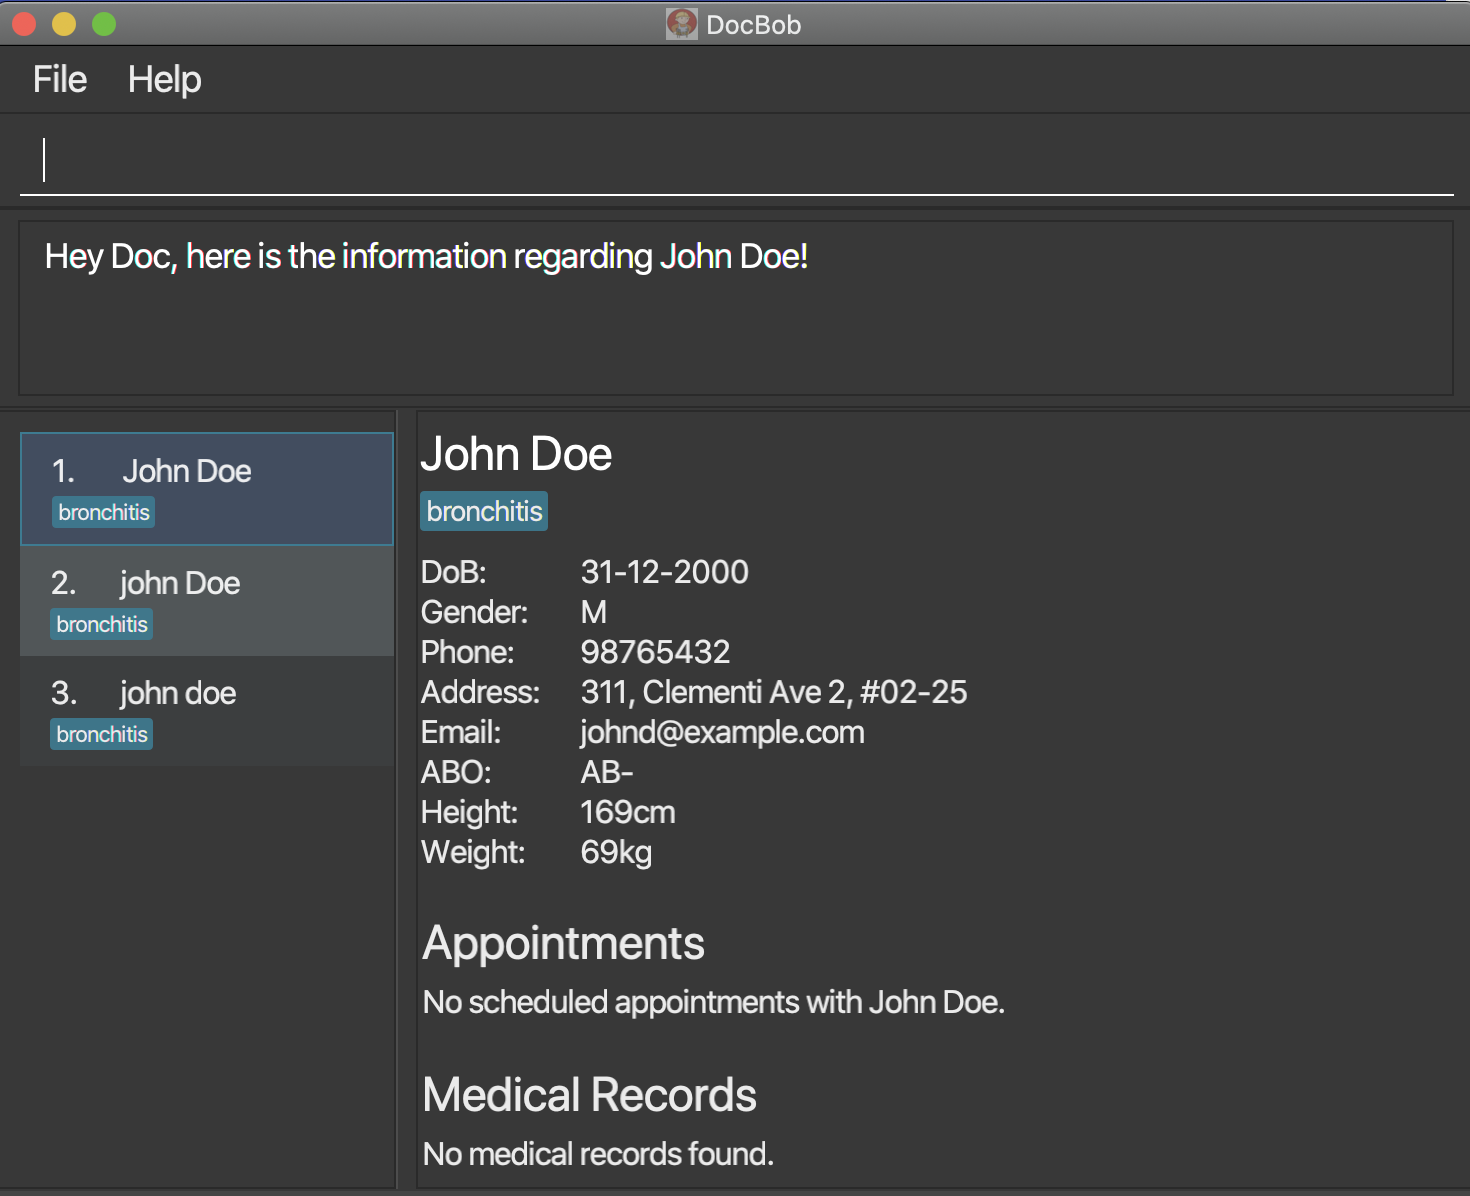 DocBob
File Help
Hey Doc, here is the information regarding John Doe!
1. John Doe
bronchitis
2. john Doe
bronchitis
3. john doe
bronchitis
John Doe
bronchitis
DoB: 31-12-2000
Gender: M
Phone: 98765432
Address: 311, Clementi Ave 2, #02-25
Email: johnd@example.com
ABO: AB-
Height: 169cm
Weight: 69kg
Appointments
No scheduled appointments with John Doe.
Medical Records
No medical records found.